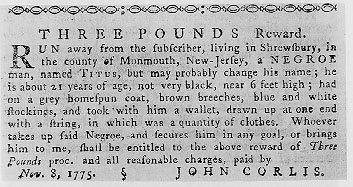 THREE POUNDS Reward.
RUN away from the subscriber, living in Shrewsbury, in
the county of Monmouth, New-Jersey, a NEGROE
man, named TITUS, but may probably change his name; he
is about 21 years of age, not very black, near 6 feet high; had
on a grey homespun coat, brown breeches, blue and white
stockings, and took with him a wallet, drawn up at one end
with a string, in which was a quantity of clothes. Whoever
takes up said Negroe, and secures him in any goal, or brings
him to me, shall be entitled to the above reward of Three
Pounds proc. and all reasonable charges, paid by
Nov. 8, 1775. § JOHN CORLIS.